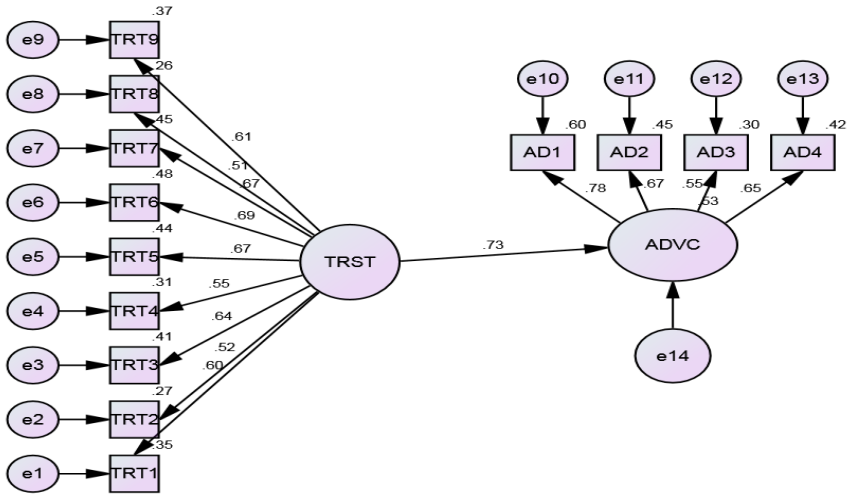 .37
e9 TRT9
.26
e8 TRT8
.45
e7 TRT7
.48
e6 TRT6
.44
e5 TRT5
.31
e4 TRT4
.41
e3 TRT3
.27
e2 TRT2
.35
e1 TRT1
.61
.51
.67
.69
.67
.55
.64
.52
.60
TRST
.73
e10 e11 e12 e13
.60 .45 .30 .42
AD1 AD2 AD3 AD4
.78 .67 .55 .65
.53
ADVC
e14